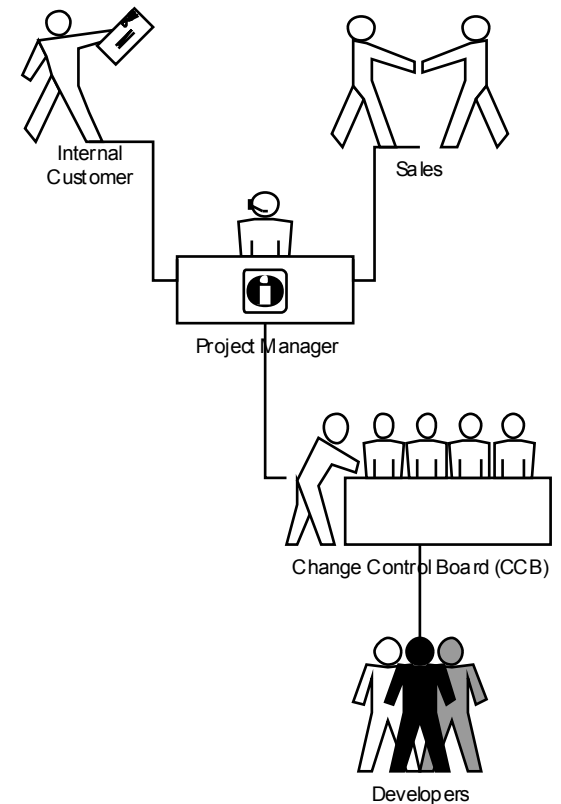 Internal
Customer
Sales
i
Project Manager
Change Control Board (CCB)
Developers